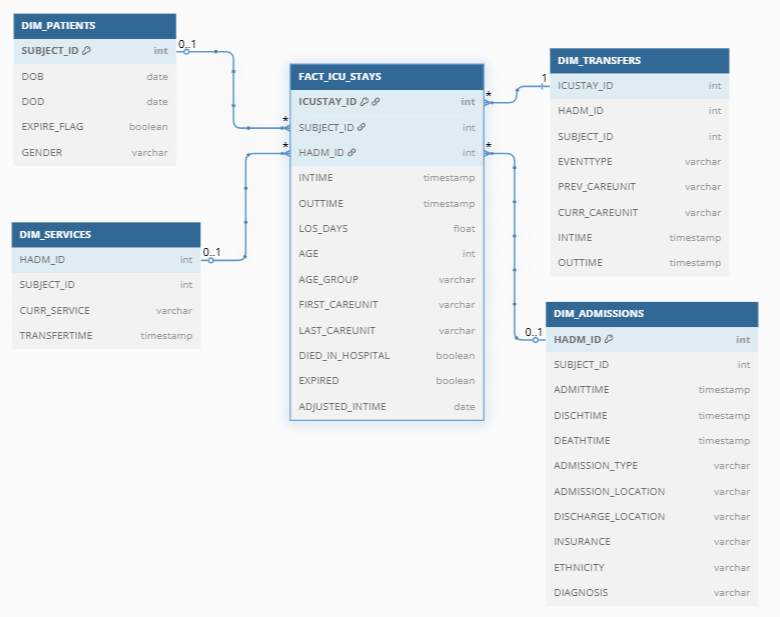 DIM_PATIENTS
SUBJECT_ID int
DOB date
DOD date
EXPIRE_FLAG boolean
GENDER varchar
0..1
*
DIM_SERVICES
HADM_ID int
SUBJECT_ID int
CURR_SERVICE varchar
TRANSFERTIME timestamp
0..1
*
FACT_ICU_STAYS
ICUSTAY_ID int
SUBJECT_ID int
HADM_ID int
INTIME timestamp
OUTTIME timestamp
LOS_DAYS float
AGE int
AGE_GROUP varchar
FIRST_CAREUNIT varchar
LAST_CAREUNIT varchar
DIED_IN_HOSPITAL boolean
EXPIRED boolean
ADJUSTED_INTIME date
*
1
DIM_TRANSFERS
ICUSTAY_ID int
HADM_ID int
SUBJECT_ID int
EVENTTYPE varchar
PREV_CAREUNIT varchar
CURR_CAREUNIT varchar
INTIME timestamp
OUTTIME timestamp
*
0..1
DIM_ADMISSIONS
HADM_ID int
SUBJECT_ID int
ADMITTIME timestamp
DISCHTIME timestamp
DEATHTIME timestamp
ADMISSION_TYPE varchar
ADMISSION_LOCATION varchar
DISCHARGE_LOCATION varchar
INSURANCE varchar
ETHNICITY varchar
DIAGNOSIS varchar